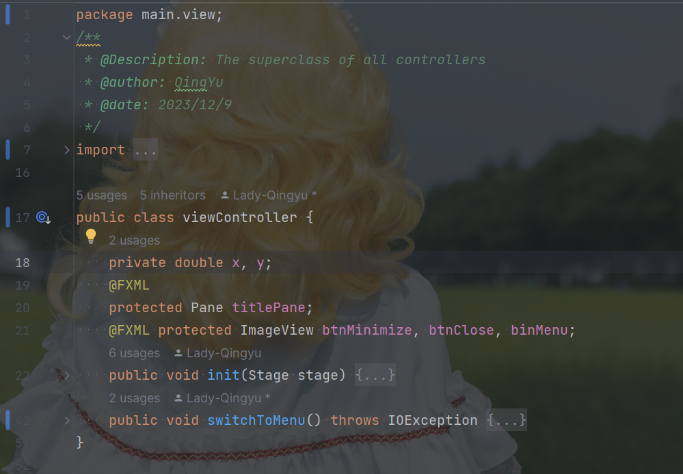 1 package main.view;
2 /**
3 * @Description: The superclass of all controllers
4 * @author: QingYu
5 * @date: 2023/12/9
6 */
7 import ...
16
5 usages 5 inheritors Lady-Qingyu *
17 public class viewController {
2 usages
18 private double x, y;
19 @FXML
20 protected Pane titlePane;
21 @FXML protected ImageView btnMinimize, btnClose, binMenu;
6 usages Lady-Qingyu
public void init(Stage stage) {...}
2 usages Lady-Qingyu *
public void switchToMenu() throws IOException {...}
}